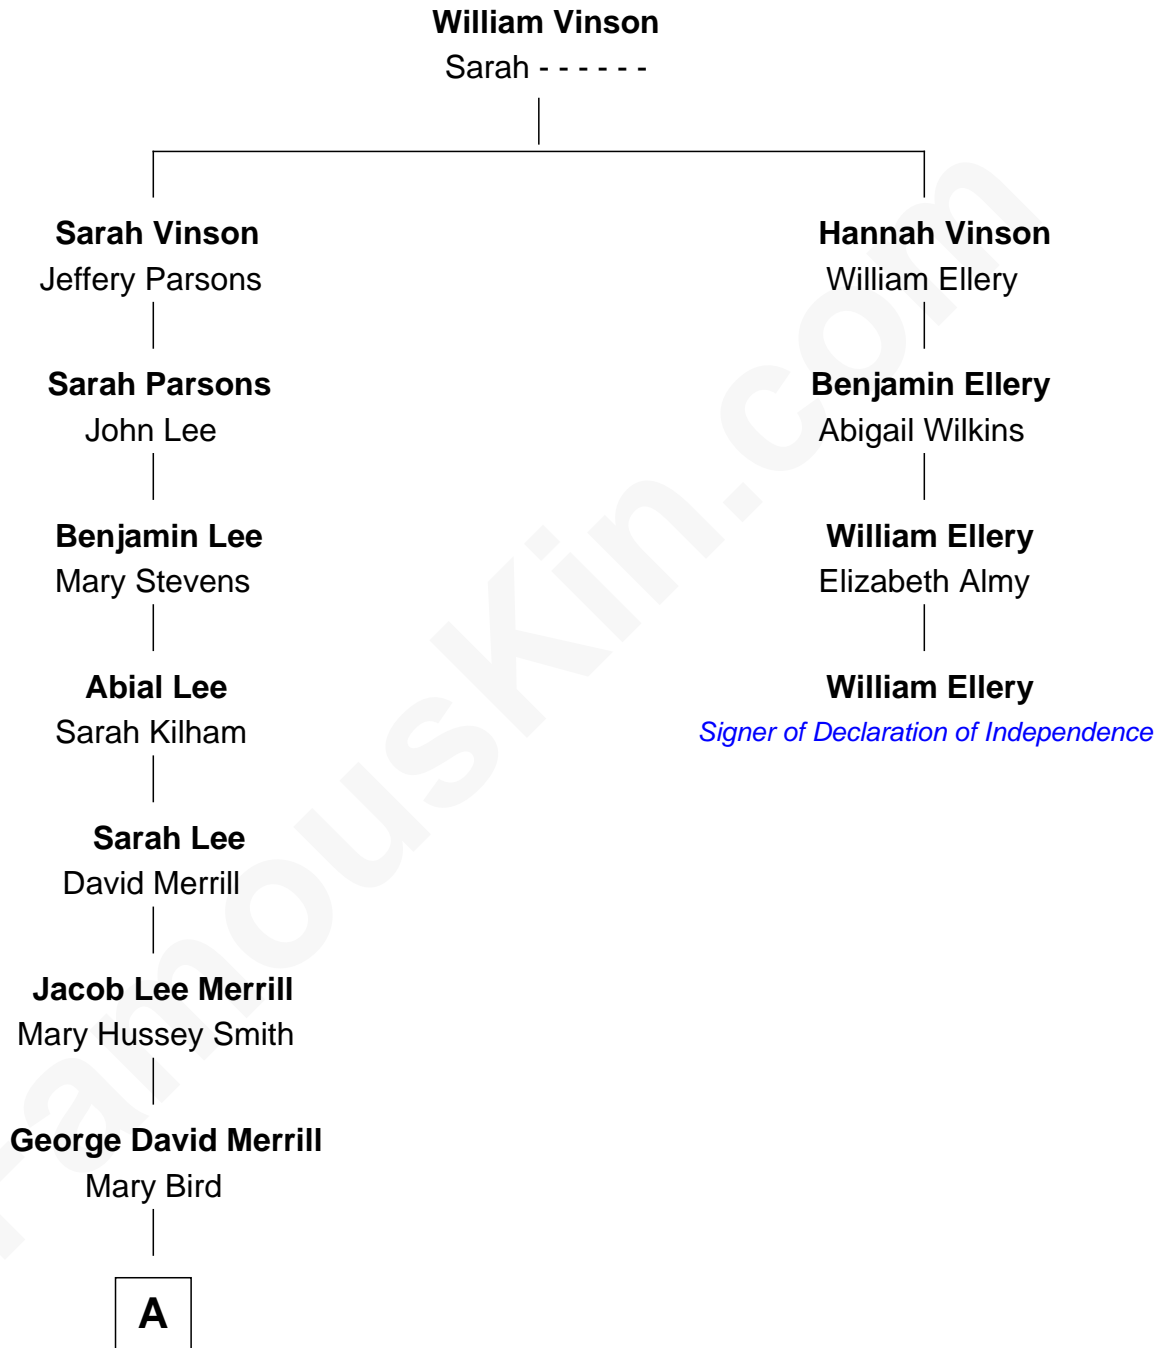 William Vinson
Sarah - - - - - -
Sarah Vinson
Jeffery Parsons
Hannah Vinson
William Ellery
Sarah Parsons
John Lee
Benjamin Ellery
Abigail Wilkins
Benjamin Lee
Mary Stevens
William Ellery
Elizabeth Almy
Abial Lee
Sarah Kilham
William Ellery
Signer of Declaration of Independence
Sarah Lee
David Merrill
Jacob Lee Merrill
Mary Hussey Smith
George David Merrill
Mary Bird
A
FamousKin.com